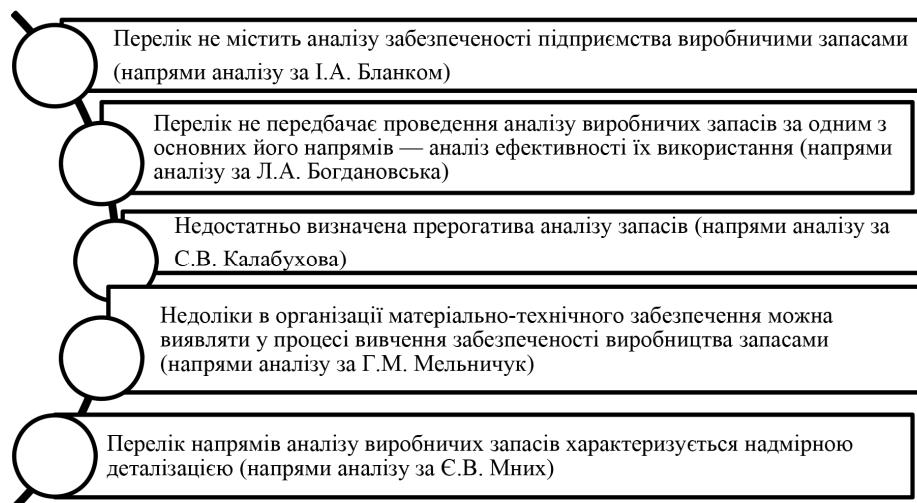 Перелік не містить аналізу забезпеченості підприємства виробничими запасами
(напрями аналізу за І.А. Бланком)
Перелік не передбачає проведення аналізу виробничих запасів за одним з
основних його напрямів — аналіз ефективності їх використання (напрями
аналізу за Л.А. Богдановська)
Недостатньо визначена прерогатива аналізу запасів (напрями аналізу за
С.В. Калабухова)
Недоліки в організації матеріально-технічного забезпечення можна
виявляти у процесі вивчення забезпеченості виробництва запасами
(напрями аналізу за Г.М. Мельничук)
Перелік напрямів аналізу виробничих запасів характеризується надмірною
деталізацією (напрями аналізу за Є.В. Мних)